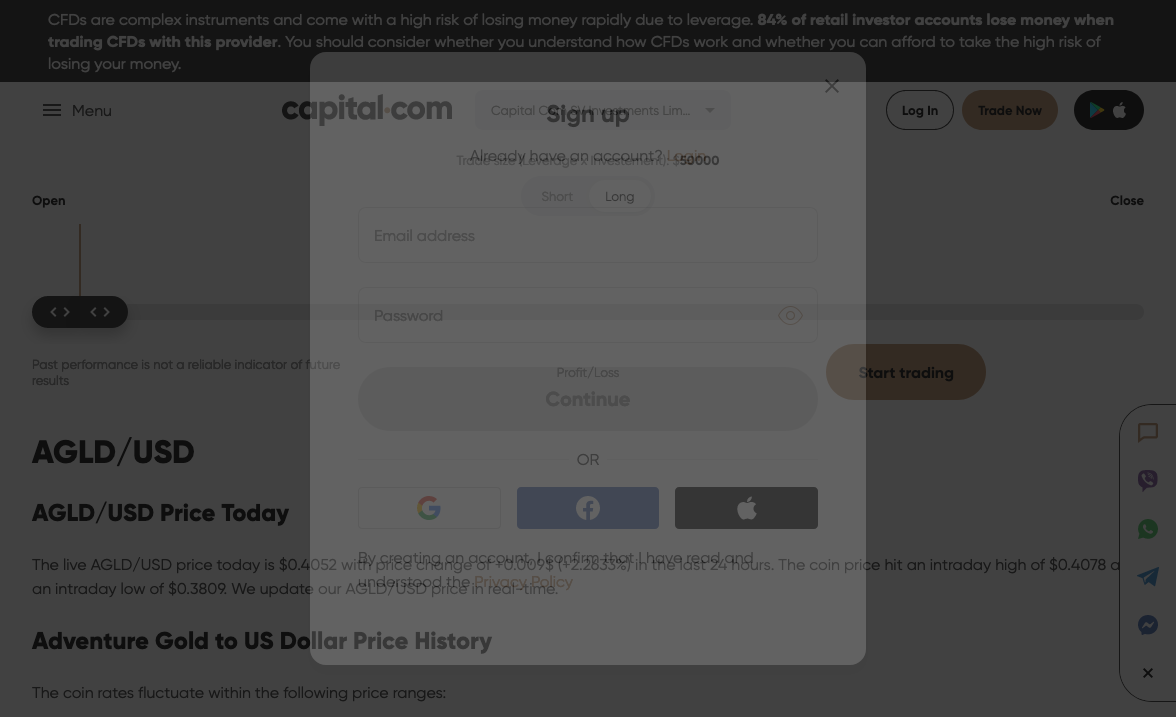 CFDs are complex instruments and come with a high risk of losing money rapidly due to leverage. 84% of retail investor accounts lose money when
trading CFDs with this provider. You should consider whether you understand how CFDs work and whether you can afford to take the high risk of
losing your money.
Menu
capital.com
Capital Com SV Investments Lim...
Log In
Trade Now
Sign up
Already have an account? Login
Trade size (Leverage x Investement): $50000
Open
Short
Long
Close
Email address
Password
Past performance is not a reliable indicator of future
results
Profit/Loss
Start trading
Continue
AGLD/USD
OR
AGLD/USD Price Today
By creating an account, I confirm that I have read and
understood the Privacy Policy
The live AGLD/USD price today is $0.4052 with price change of +0.009$ (+2.2833%) in the last 24 hours. The coin price hit an intraday high of $0.4078 a
an intraday low of $0.3809. We update our AGLD/USD price in real-time.
Adventure Gold to US Dollar Price History
The coin rates fluctuate within the following price ranges: